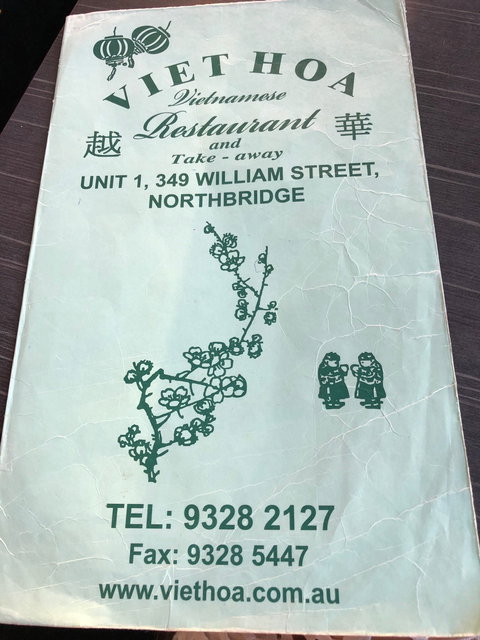 VIET HOA
Vietnamese
越 Restaurant 華
and
Take - away
UNIT 1, 349 WILLIAM STREET,
NORTHBRIDGE
TEL: 9328 2127
Fax: 9328 5447
www.viethoa.com.au